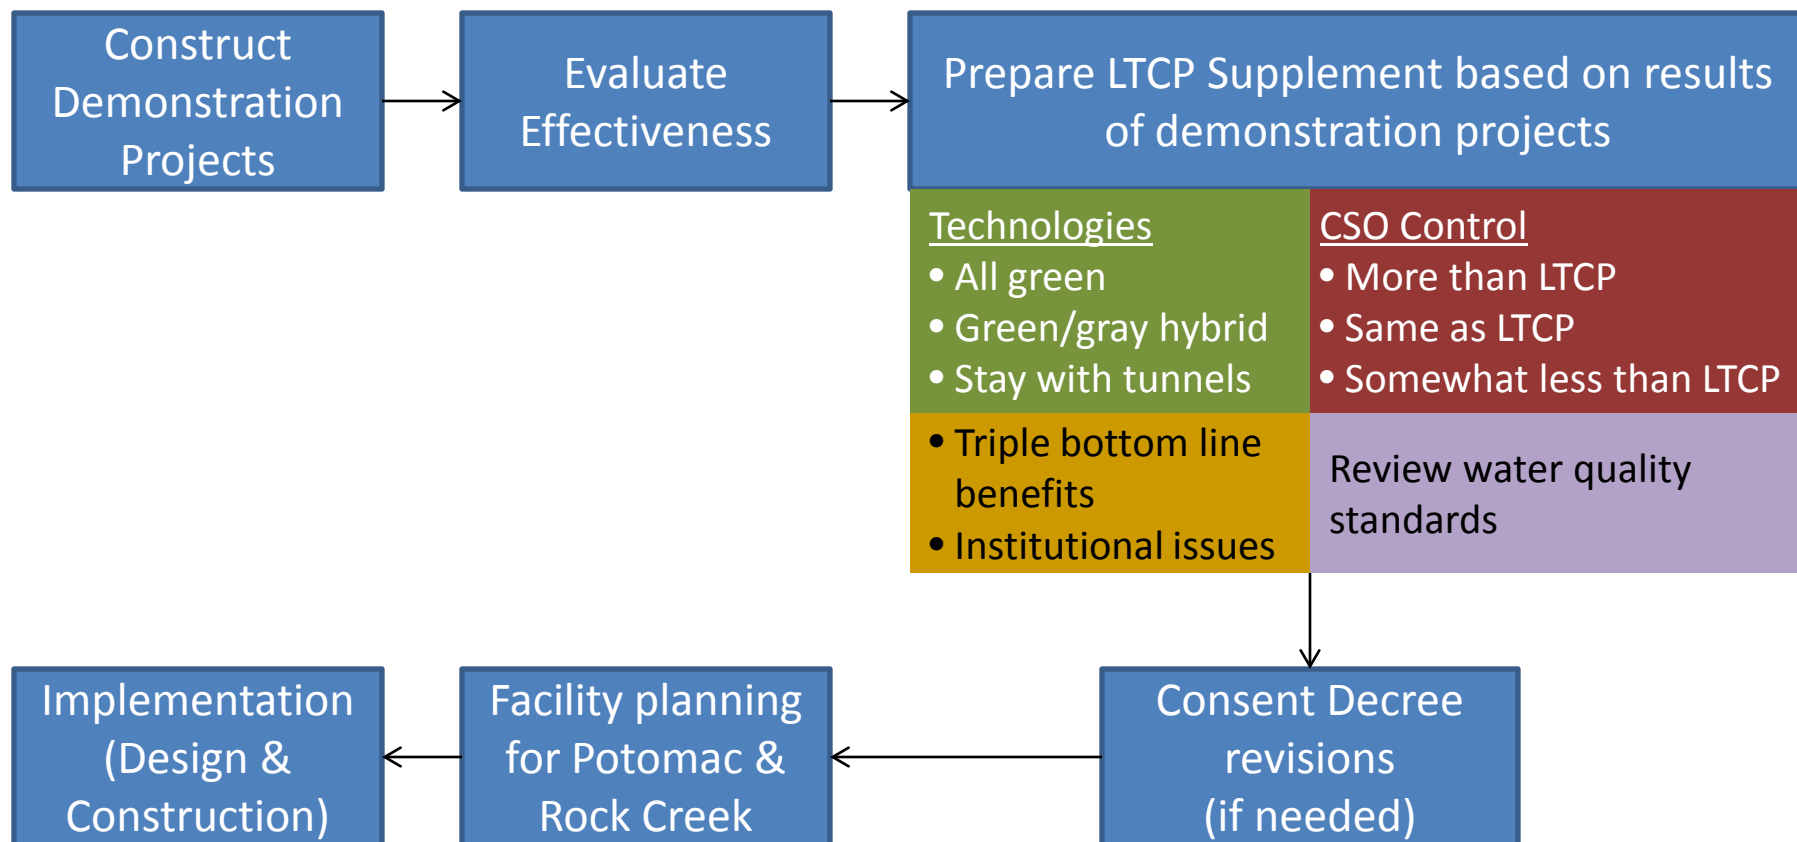 Construct
Demonstration
Projects
Evaluate
Effectiveness
Prepare LTCP Supplement based on results
of demonstration projects
Technologies
• All green
• Green/gray hybrid
• Stay with tunnels
CSO Control
• More than LTCP
• Same as LTCP
• Somewhat less than LTCP
• Triple bottom line
benefits
• Institutional issues
Review water quality
standards
Consent Decree
revisions
(if needed)
Facility planning
for Potomac &
Rock Creek
Implementation
(Design &
Construction)